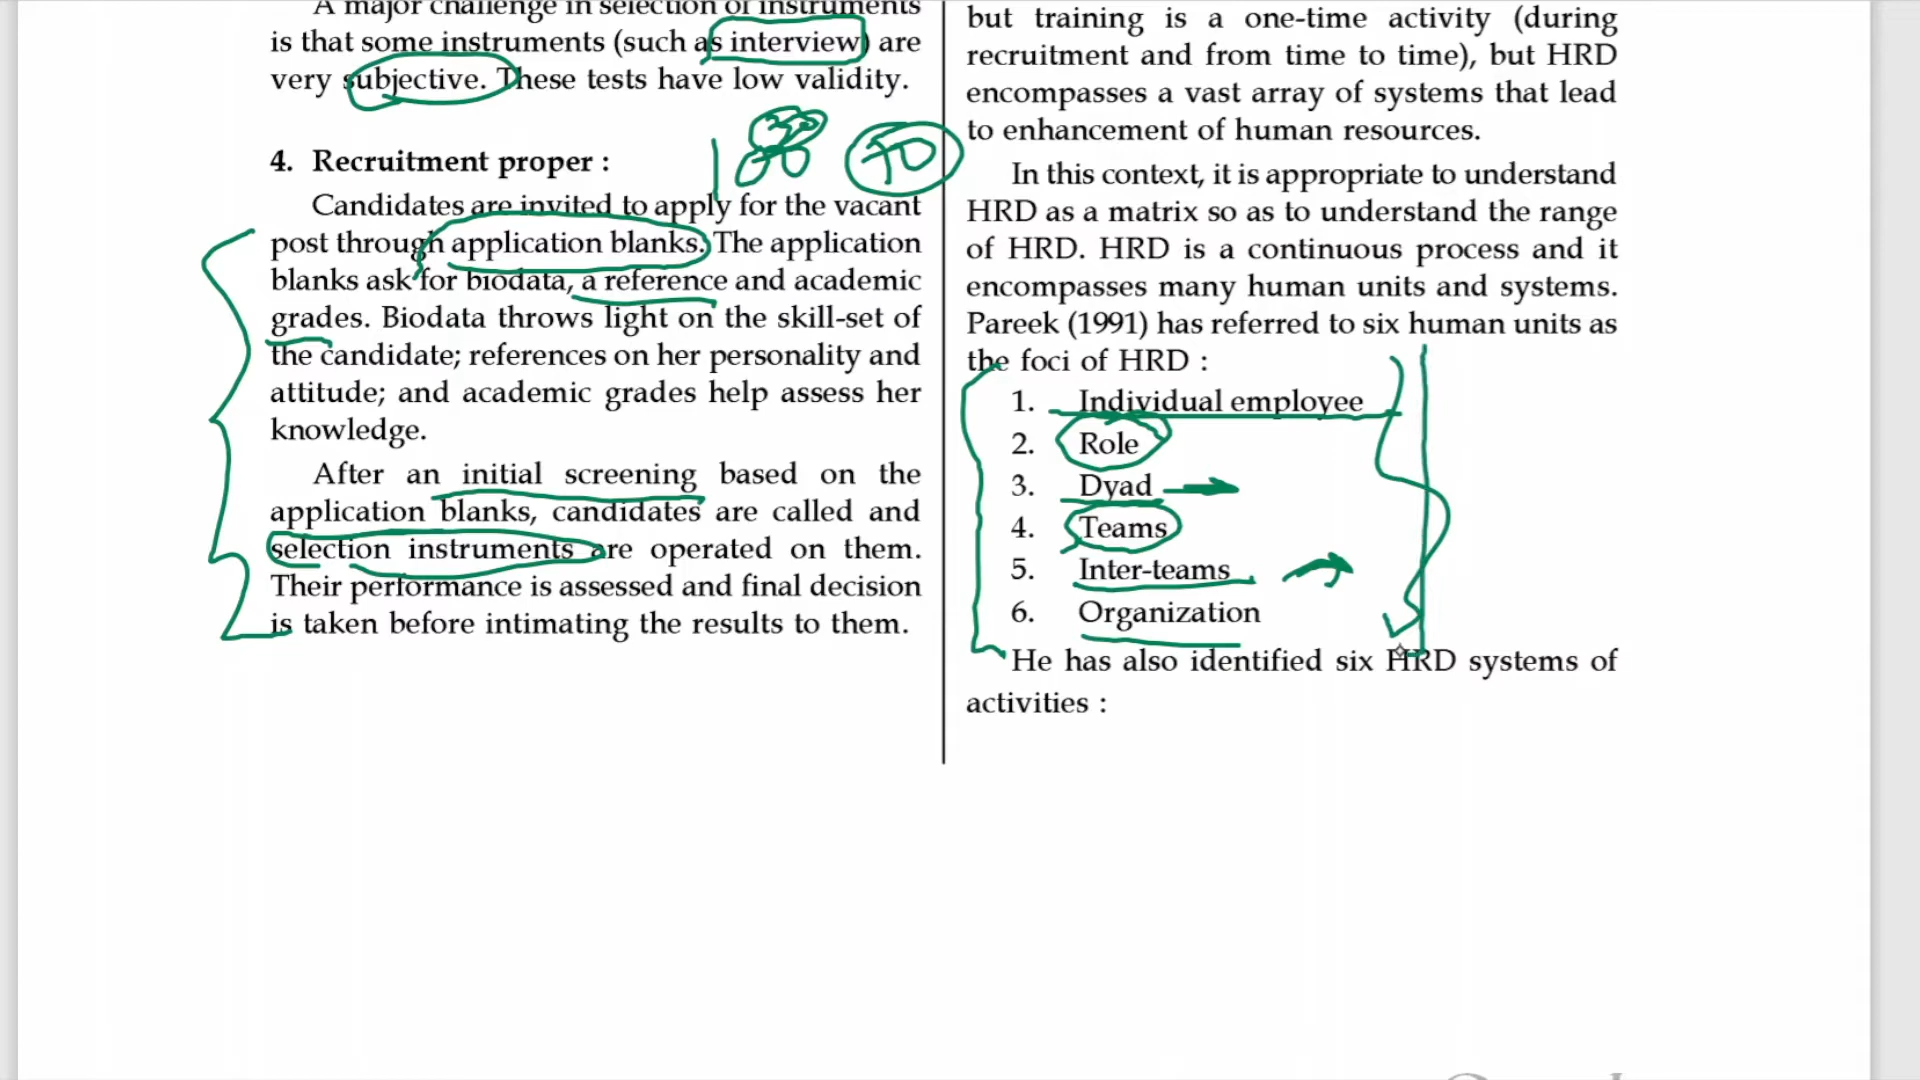 A major challenge in selection of instruments
is that some instruments (such as interview) are
very subjective. These tests have low validity.
4. Recruitment proper :
Candidates are invited to apply for the vacant
post through application blanks. The application
blanks ask for biodata, a reference and academic
grades. Biodata throws light on the skill-set of
the candidate; references on her personality and
attitude; and academic grades help assess her
knowledge.
After an initial screening based on the
application blanks, candidates are called and
selection instruments are operated on them.
Their performance is assessed and final decision
is taken before intimating the results to them.
but training is a one-time activity (during
recruitment and from time to time), but HRD
encompasses a vast array of systems that lead
to enhancement of human resources.
In this context, it is appropriate to understand
HRD as a matrix so as to understand the range
of HRD. HRD is a continuous process and it
encompasses many human units and systems.
Pareek (1991) has referred to six human units as
the foci of HRD :
1. Individual employee
2. Role
3. Dyad
4. Teams
5. Inter-teams
6. Organization
He has also identified six HRD systems of
activities :